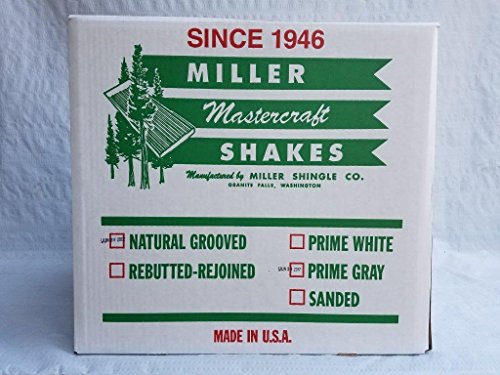 SINCE 1946
MILLER
Mastercraft
SHAKES
Manufactured by MILLER SHINGLE CO.
GRANITE FALLS, WASHINGTON
NATURAL GROOVED
PRIME WHITE
REBUTTED-REJOINED
PRIME GRAY
SANDED
MADE IN U.S.A.